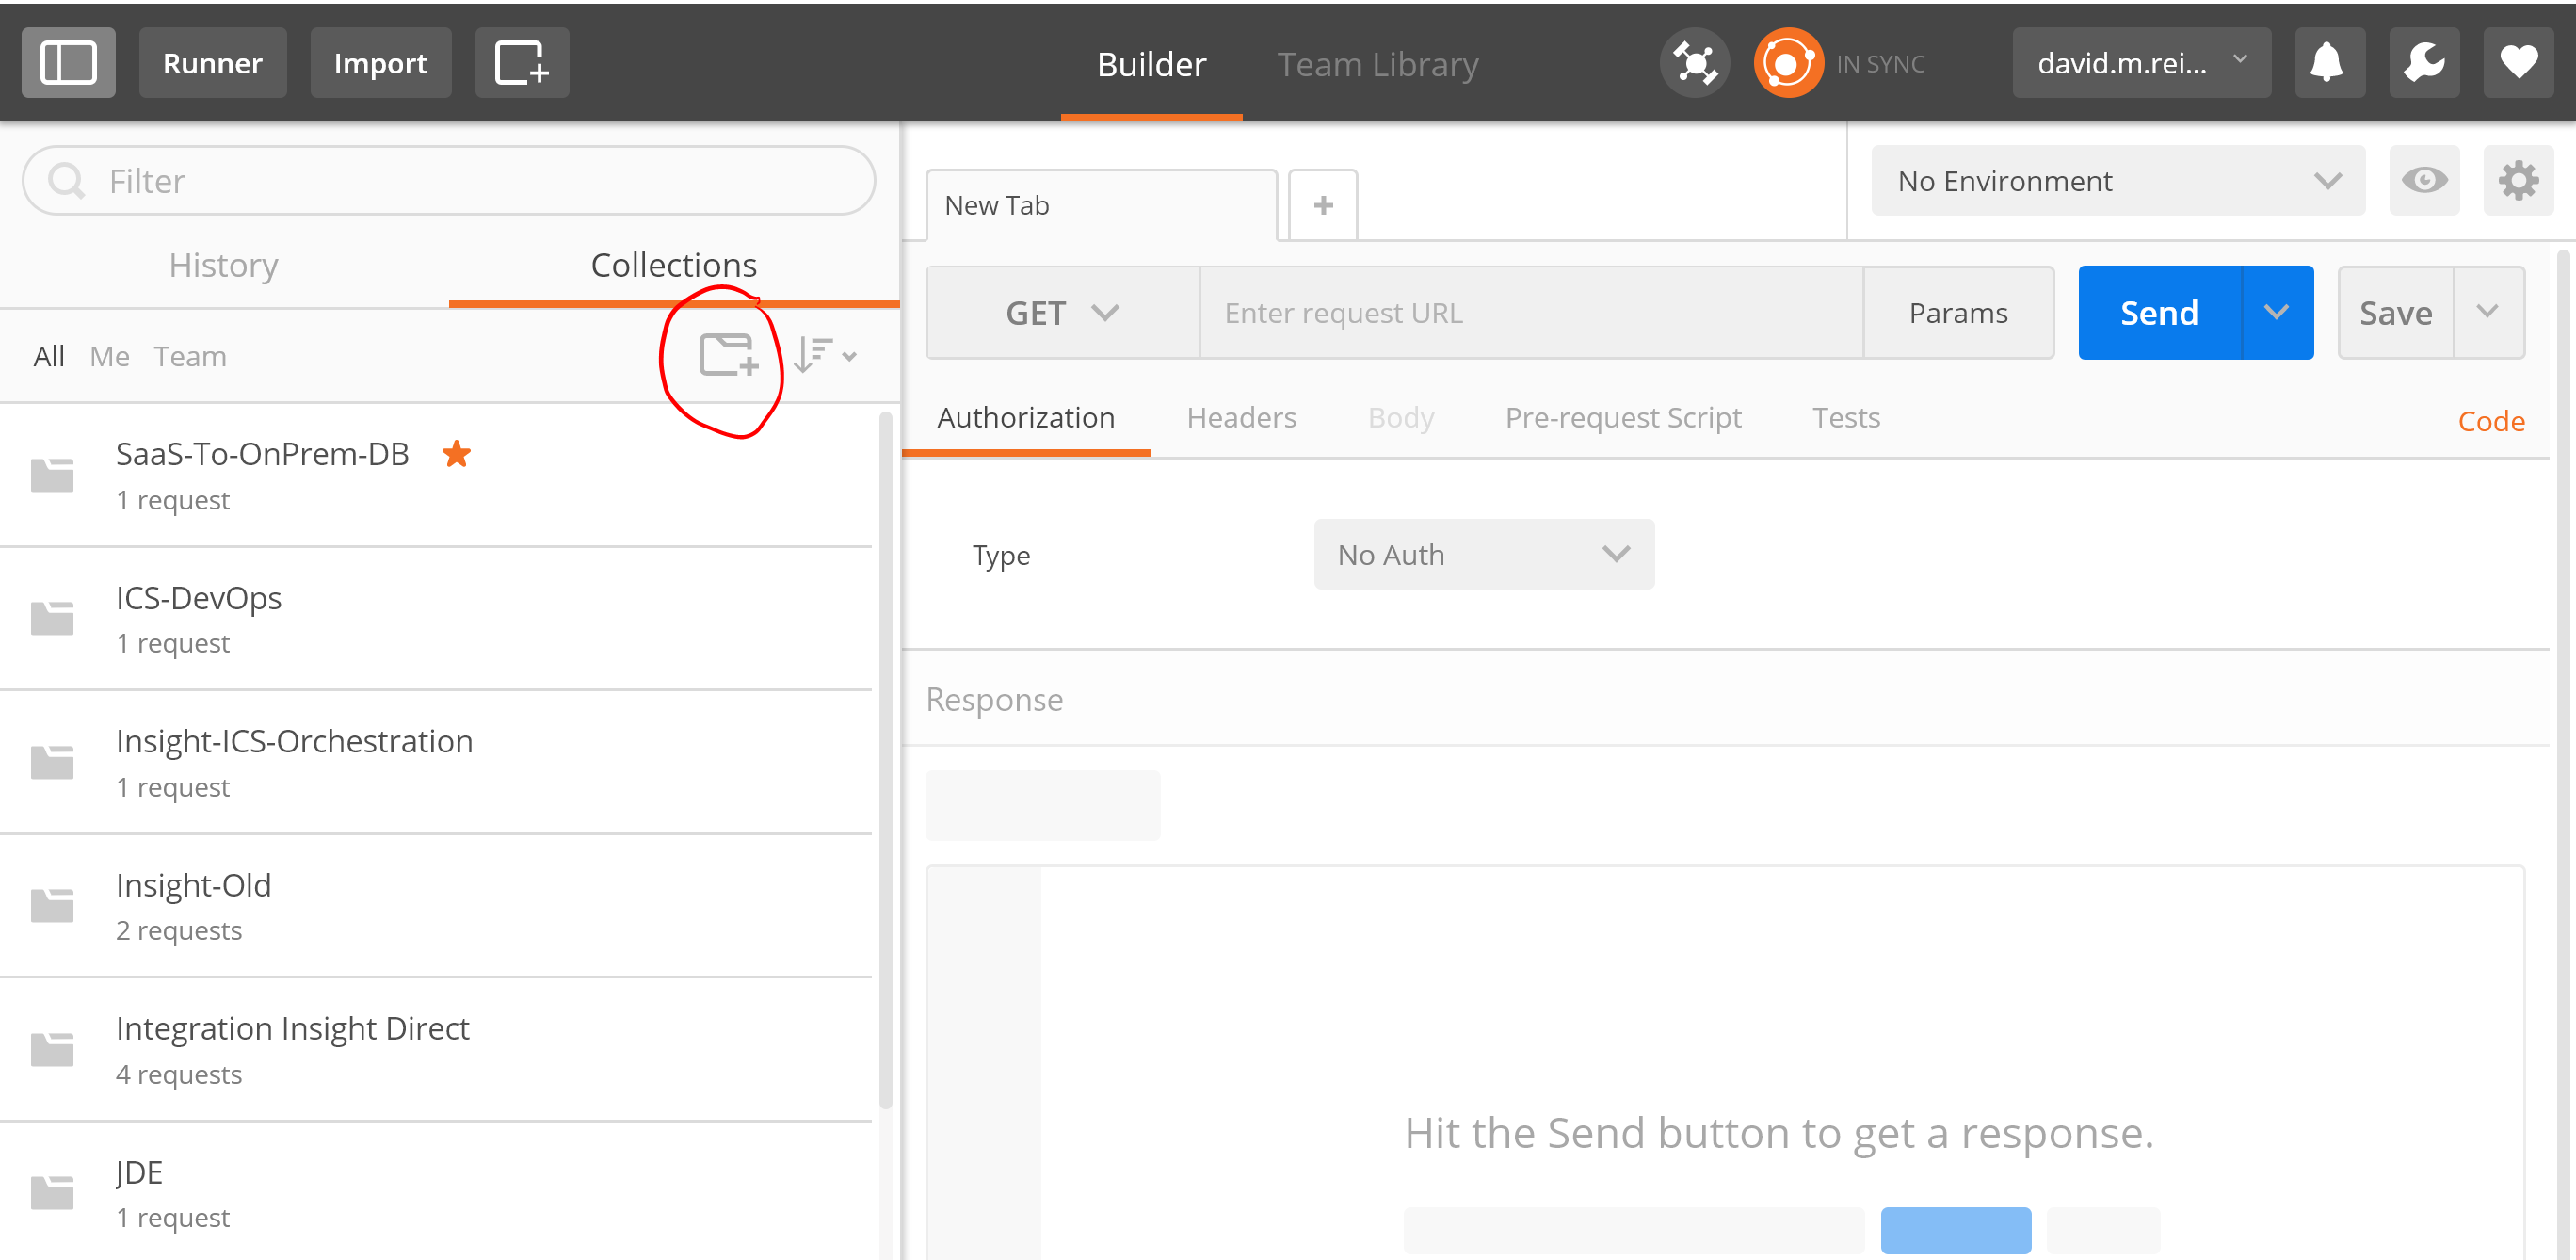 Runner Import Builder Team Library IN SYNC david.m.rei...
Filter
History Collections
All Me Team
SaaS-To-OnPrem-DB
1 request
ICS-DevOps
1 request
Insight-ICS-Orchestration
1 request
Insight-Old
2 requests
Integration Insight Direct
4 requests
JDE
1 request
New Tab
No Environment
GET Enter request URL Params Send Save
Authorization Headers Body Pre-request Script Tests Code
Type No Auth
Response
Hit the Send button to get a response.